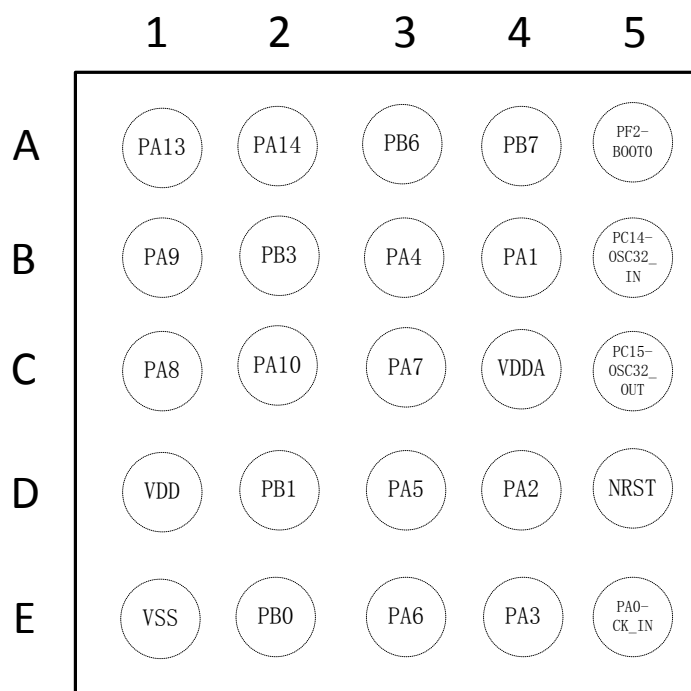 1 2 3 4 5
A PA13 PA14 PB6 PB7 PF2-
BOOT0
B PA9 PB3 PA4 PA1 PC14-
OSC32_
IN
C PA8 PA10 PA7 VDDA PC15-
OSC32_
OUT
D VDD PB1 PA5 PA2 NRST
E VSS PB0 PA6 PA3 PA0-
CK_IN